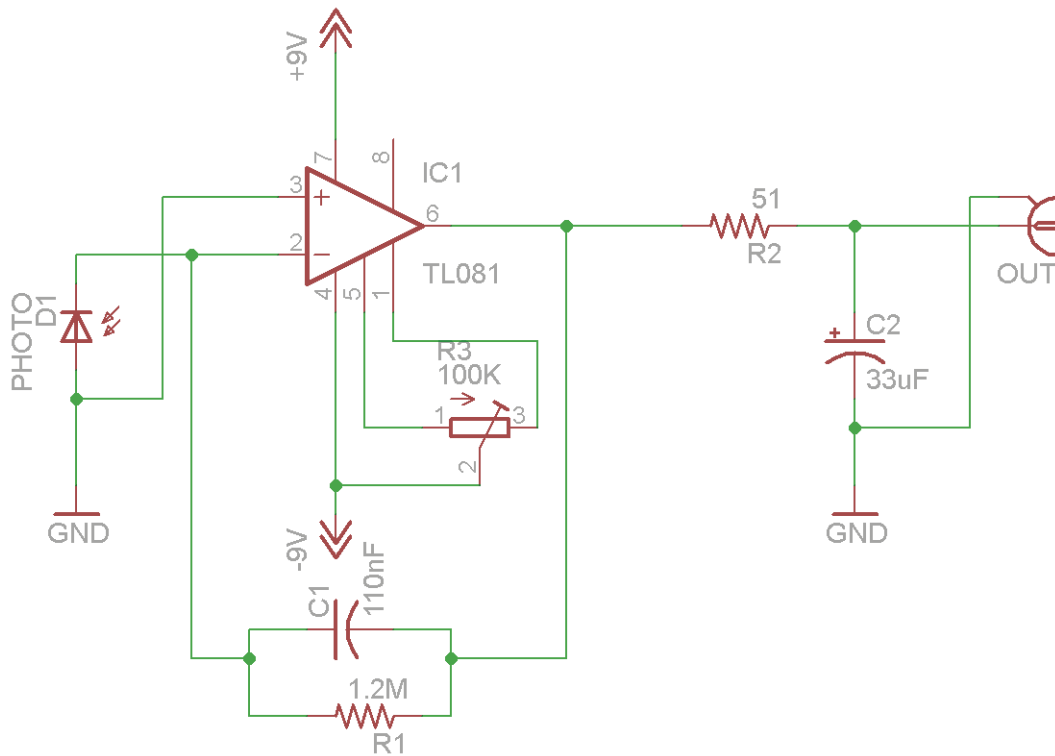 +9V
7
8
IC1
3
+
6
2
−
TL081
4
5
1
51
R2
OUT
PHOTO
D1
R3
100K
1
3
2
+
C2
33uF
GND
-9V
GND
C1
110nF
1.2M
R1